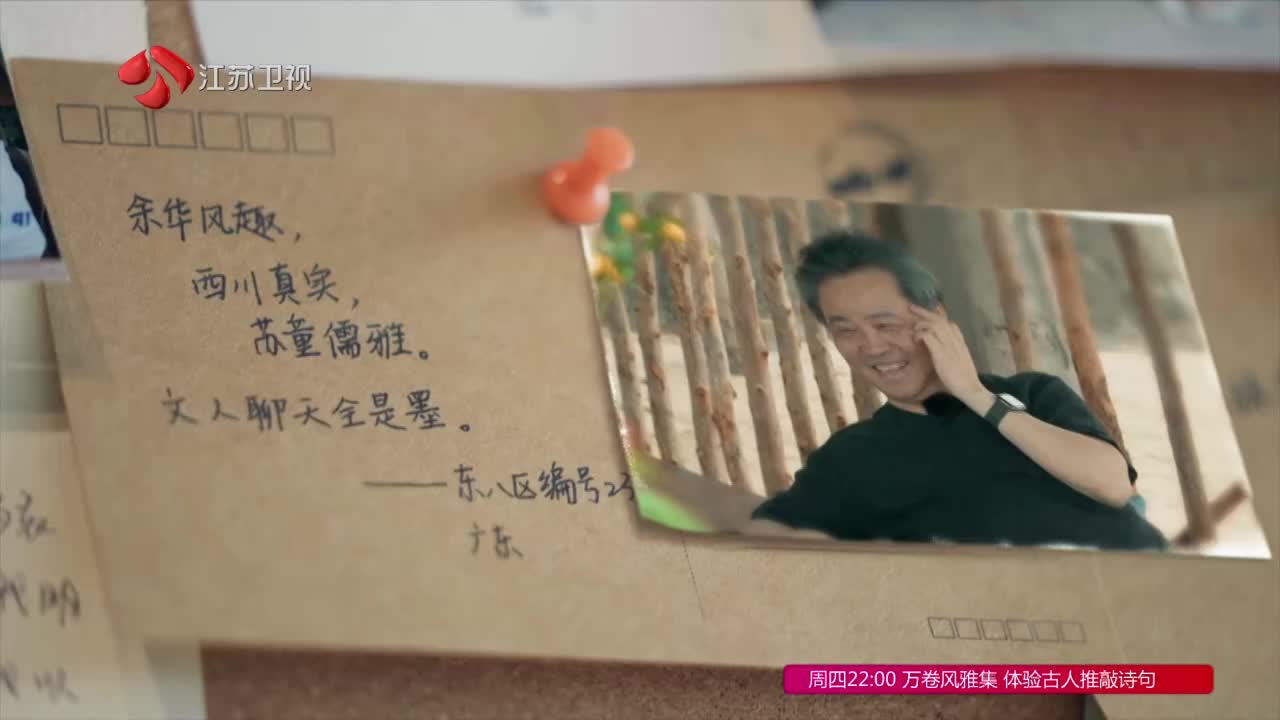 江苏卫视
余华风趣，
西川真实，
苏童儒雅。
文人聊天全是墨。
——东八区编号23
广东
周四22:00 万卷风雅集 体验古人推敲诗句